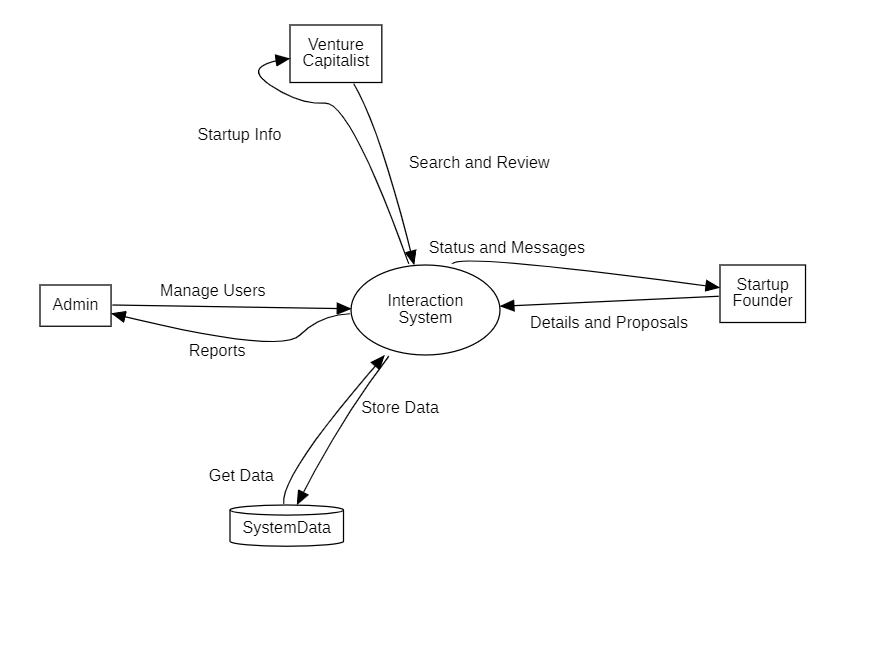 Venture
Capitalist
Startup Info
Search and Review
Status and Messages
Startup
Founder
Manage Users
Admin
Interaction
System
Details and Proposals
Reports
Store Data
Get Data
SystemData